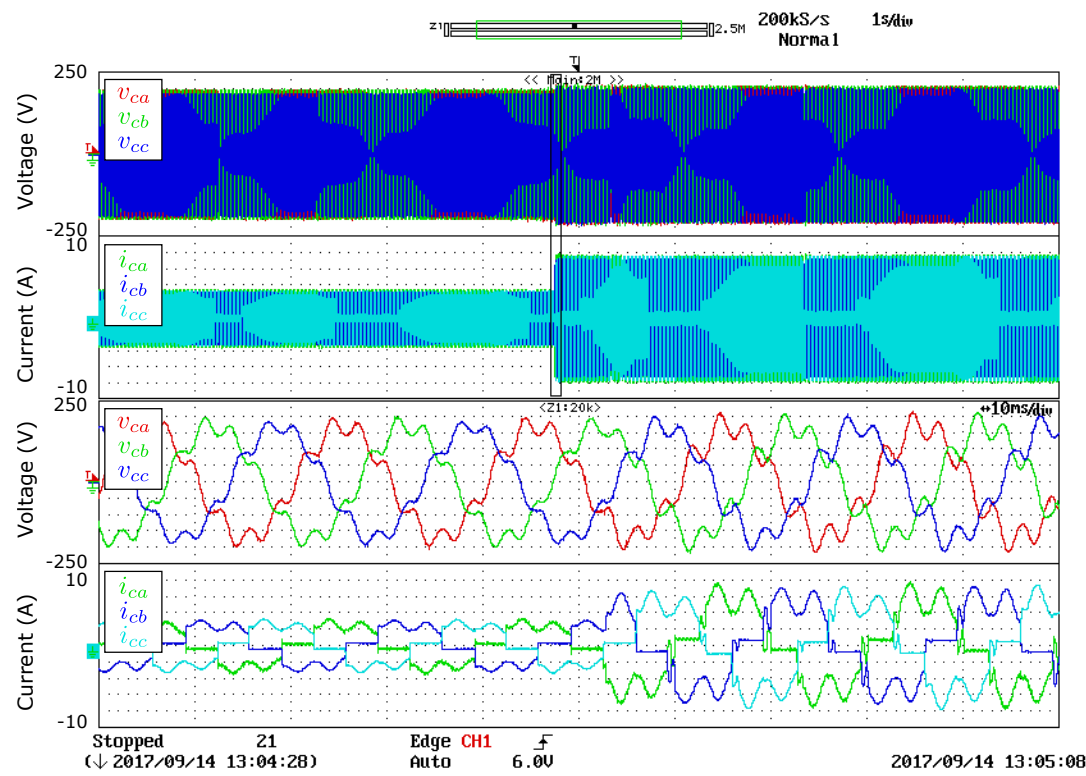 Z1 2.5M 200kS/s 1s/div
Normal
T
<< Main:2M >>
250
Voltage (V)
v_ca
v_cb
v_cc
T
-250
10
Current (A)
i_ca
i_cb
i_cc
-10
250
<Z1:20k> ↔10ms/div
Voltage (V)
v_ca
v_cb
v_cc
T
-250
10
Current (A)
i_ca
i_cb
i_cc
-10
Stopped 21 Edge CH1
(↓ 2017/09/14 13:04:28) Auto 6.0V 2017/09/14 13:05:08